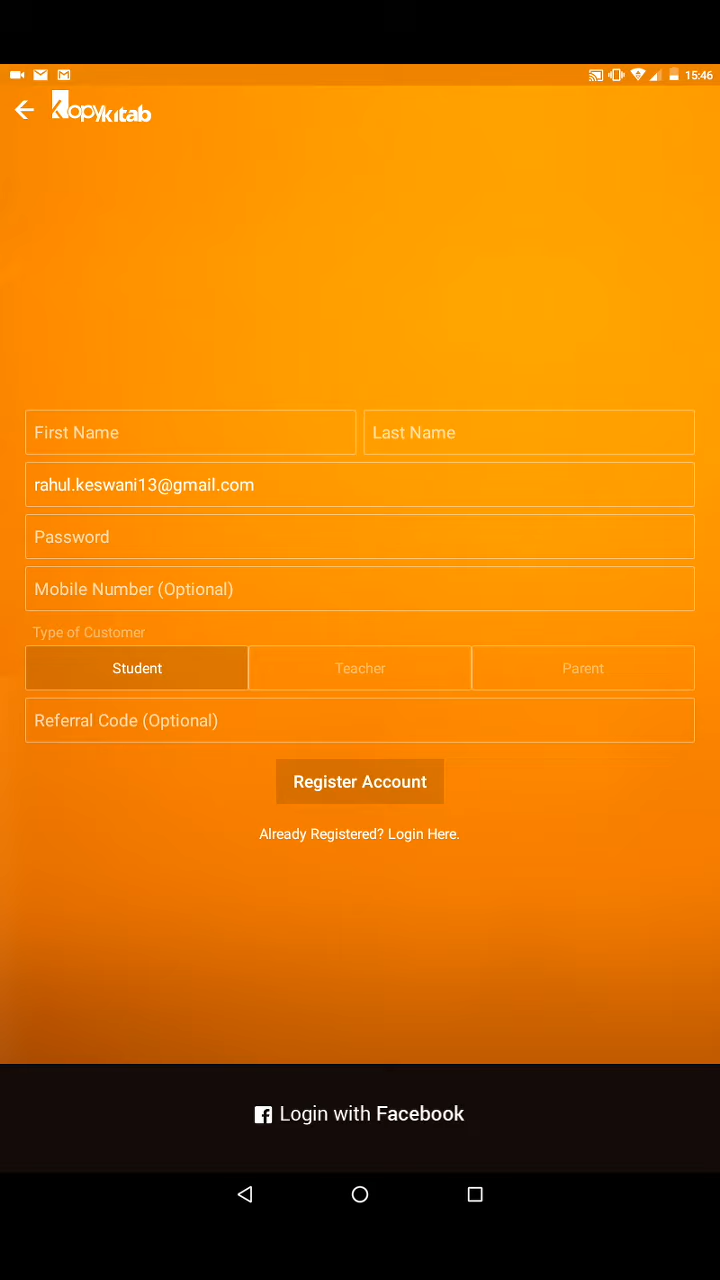 15:46
kopykitab
First Name Last Name
rahul.keswani13@gmail.com
Password
Mobile Number (Optional)
Type of Customer
Student Teacher Parent
Referral Code (Optional)
Register Account
Already Registered? Login Here.
Login with Facebook